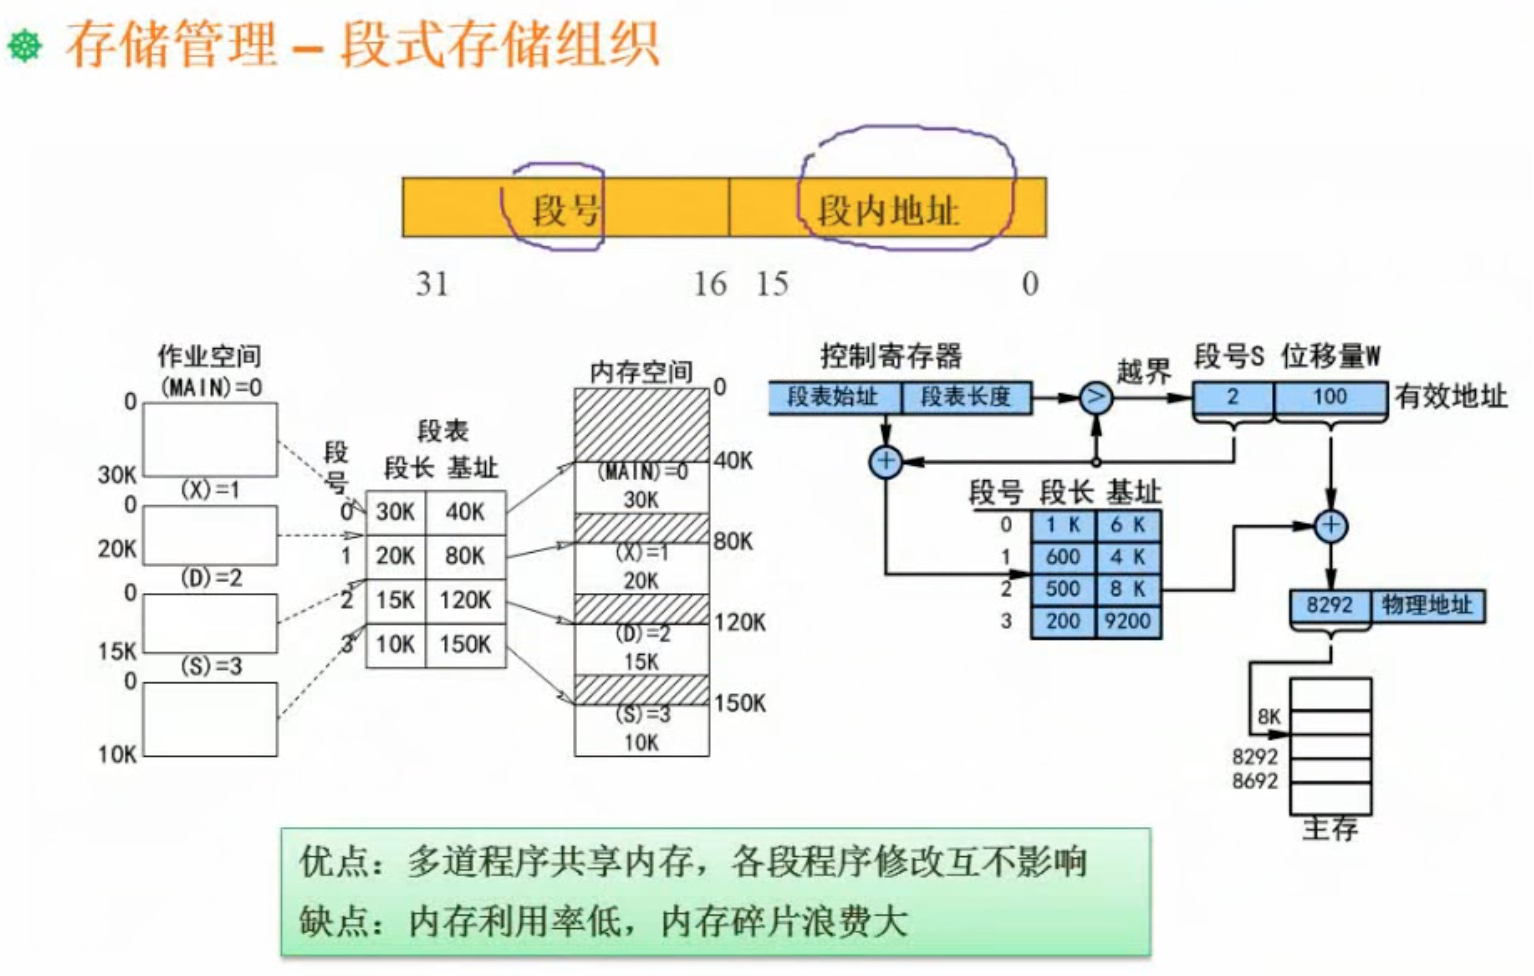 存储管理 – 段式存储组织
段号 段内地址
31 16 15 0
作业空间
(MAIN)=0
0
30K
(X)=1
0
20K
(D)=2
0
15K
(S)=3
0
10K
段表
段号 段长 基址
0 30K 40K
1 20K 80K
2 15K 120K
3 10K 150K
内存空间
0
40K
(MAIN)=0
30K
80K
(X)=1
20K
120K
(D)=2
15K
150K
(S)=3
10K
控制寄存器
段表始址 段表长度
>
越界
段号S 位移量W
2 100 有效地址
+
段号 段长 基址
0 1 K 6 K
1 600 4 K
2 500 8 K
3 200 9200
+
8292 物理地址
8K
8292
8692
主存
优点：多道程序共享内存，各段程序修改互不影响
缺点：内存利用率低，内存碎片浪费大